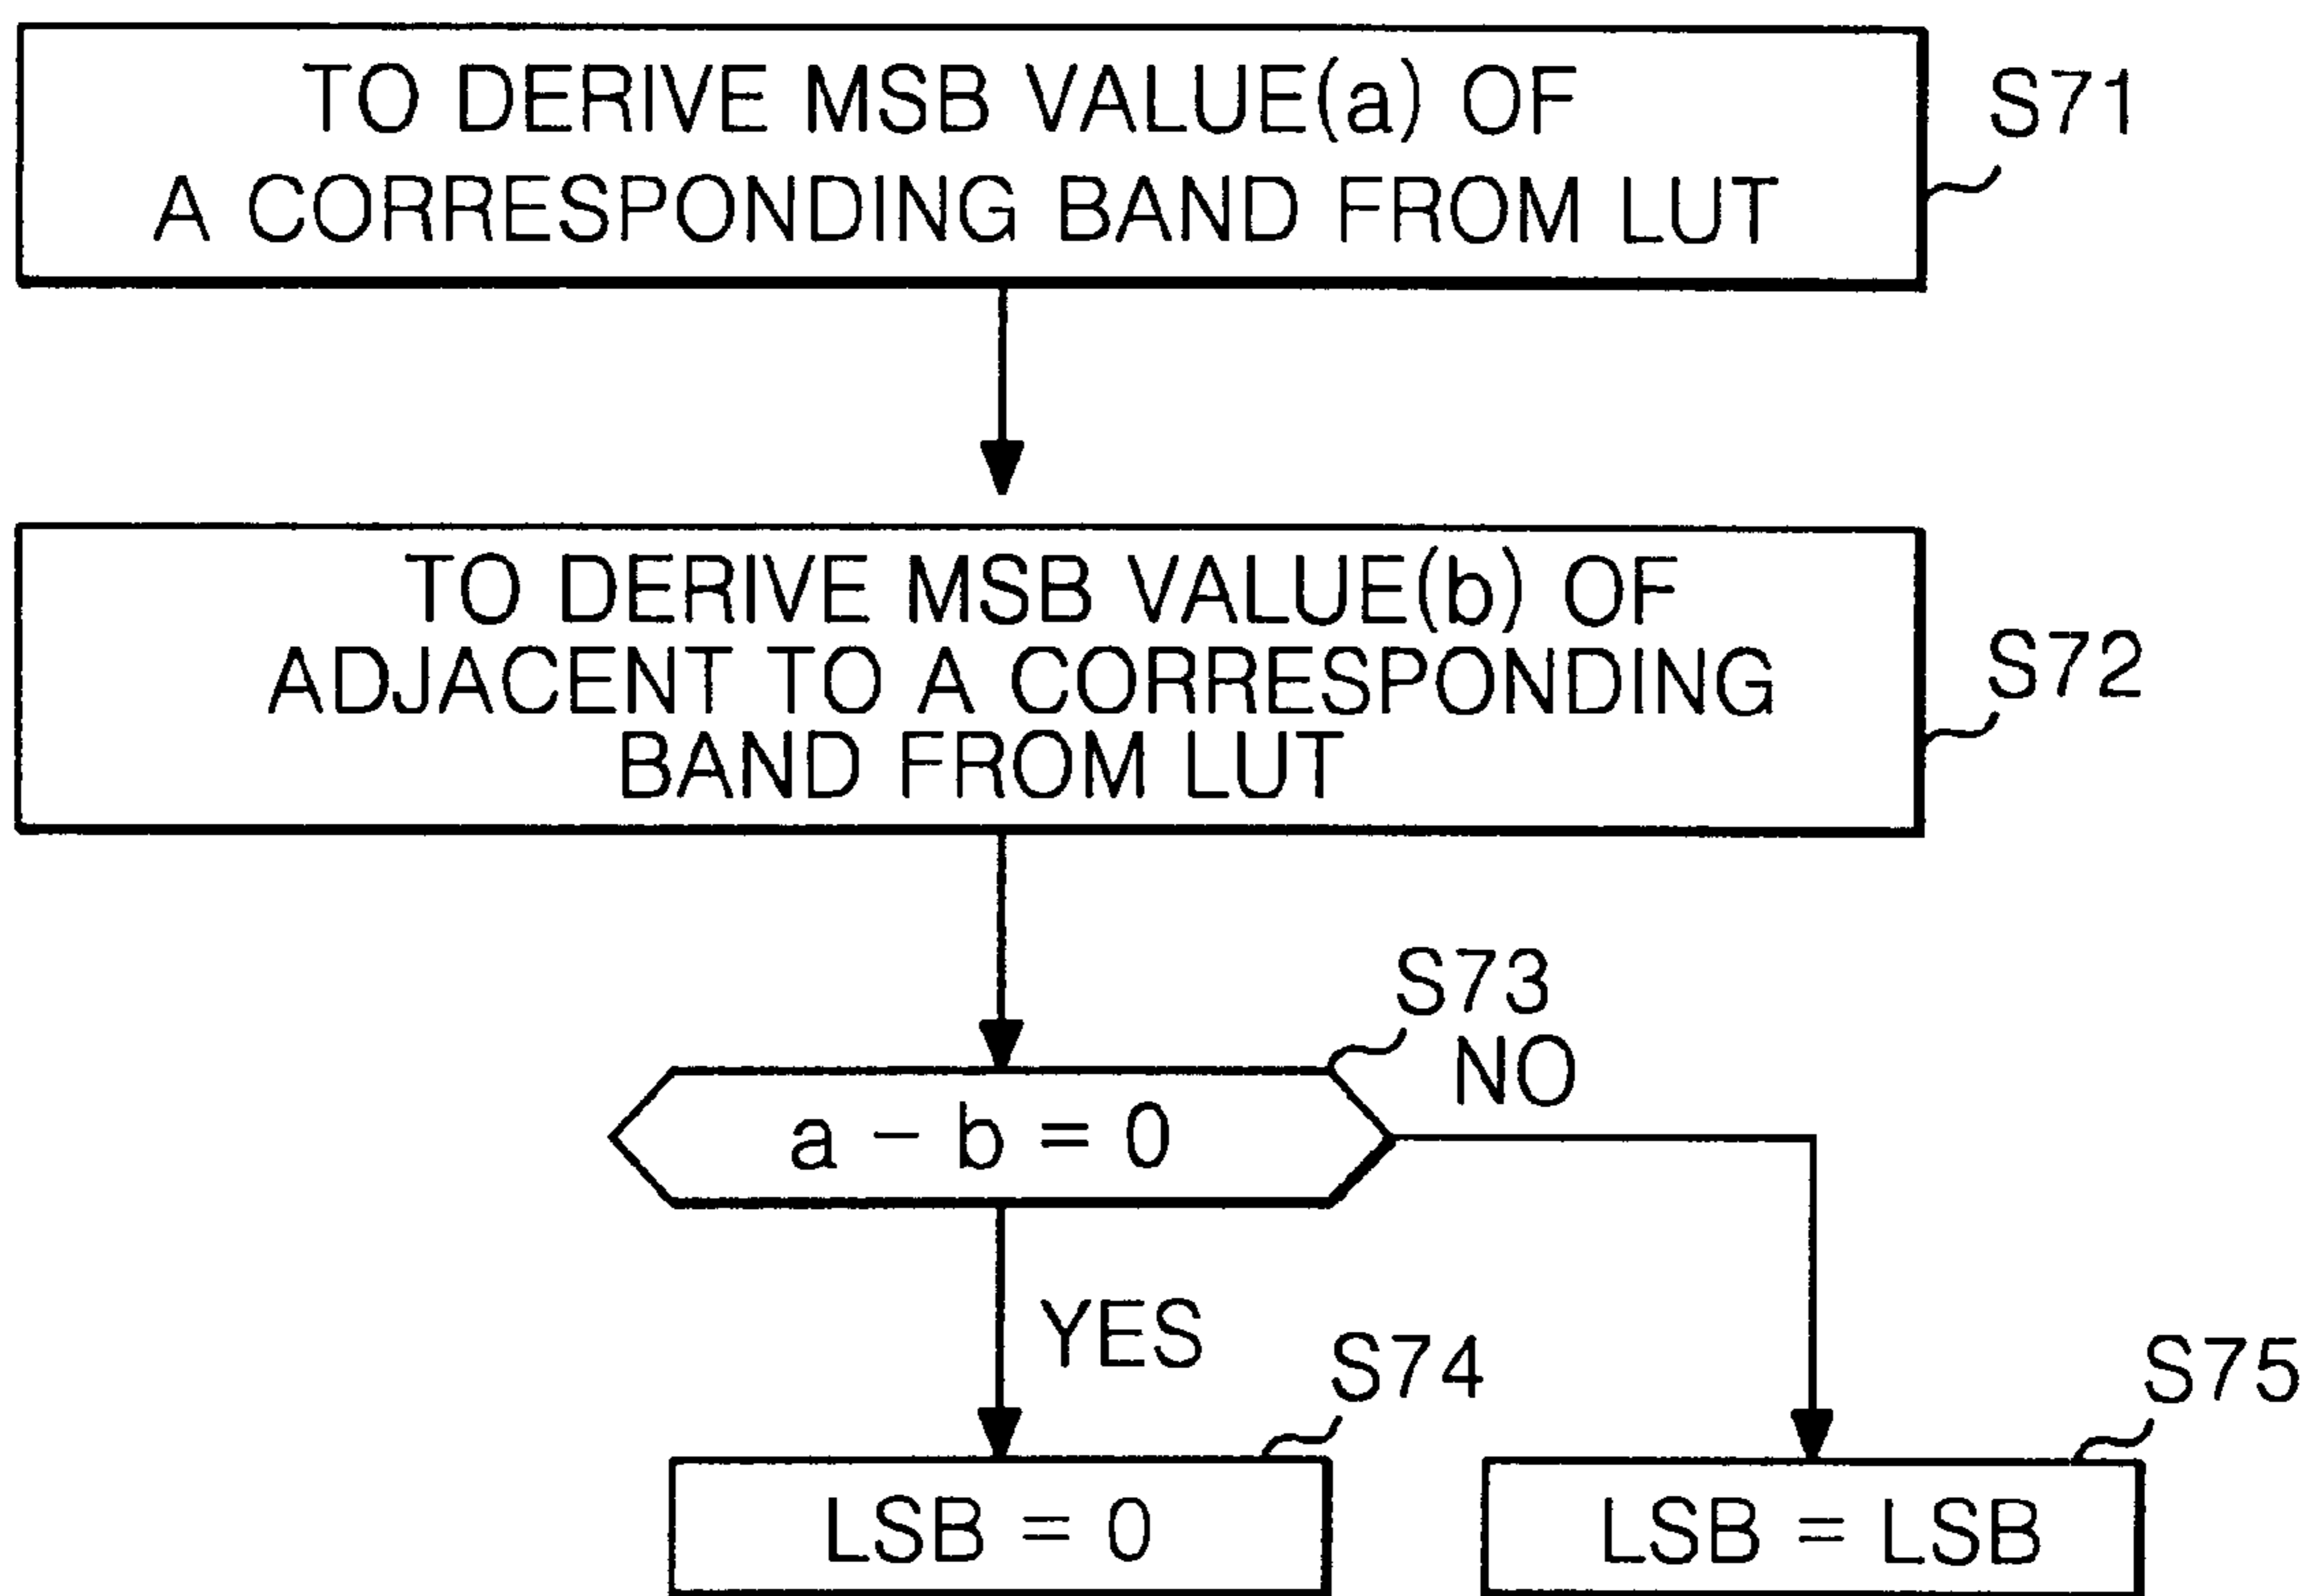 TO DERIVE MSB VALUE(a) OF
A CORRESPONDING BAND FROM LUT
S71
TO DERIVE MSB VALUE(b) OF
ADJACENT TO A CORRESPONDING
BAND FROM LUT
S72
S73
NO
a - b = 0
YES
S74
S75
LSB = 0
LSB = LSB